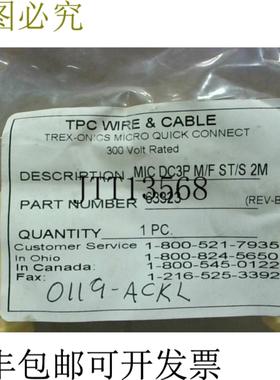 图必究
TPC WIRE & CABLE
TREX-ONICS MICRO QUICK CONNECT
300 Volt Rated
DESCRIPTION MIC DC3P M/F ST/S 2M
JTT13568
PART NUMBER 63323 (REV-B
QUANTITY 1 PC.
Customer Service 1-800-521-7935
In Ohio 1-800-824-5650
In Canada: 1-800-545-0122
Fax: 1-216-525-3392
0119-ACKL
包邮可开发票